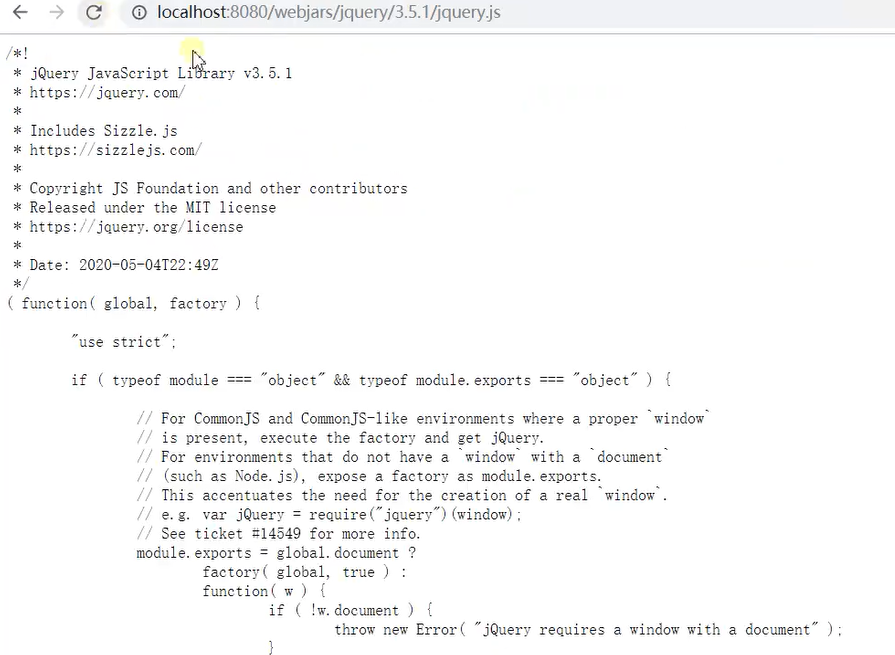 localhost:8080/webjars/jquery/3.5.1/jquery.js
/*!
 * jQuery JavaScript Library v3.5.1
 * https://jquery.com/
 *
 * Includes Sizzle.js
 * https://sizzlejs.com/
 *
 * Copyright JS Foundation and other contributors
 * Released under the MIT license
 * https://jquery.org/license
 *
 * Date: 2020-05-04T22:49Z
 */
( function( global, factory ) {
"use strict";
if ( typeof module === "object" && typeof module.exports === "object" ) {
// For CommonJS and CommonJS-like environments where a proper `window`
// is present, execute the factory and get jQuery.
// For environments that do not have a `window` with a `document`
// (such as Node.js), expose a factory as module.exports.
// This accentuates the need for the creation of a real `window`.
// e.g. var jQuery = require("jquery")(window);
// See ticket #14549 for more info.
module.exports = global.document ?
factory( global, true ) :
function( w ) {
if ( !w.document ) {
throw new Error( "jQuery requires a window with a document" );
}